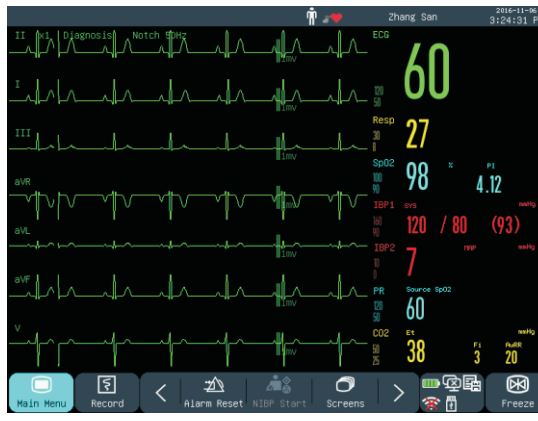 Zhang San
2016-11-06
3:24:31 P
II x1 Diagnosis Notch 50Hz
1mv
I
1mv
III
1mv
aVR
1mv
aVL
1mv
aVF
1mv
V
1mv
ECG
60
120
50
Resp
27
30
8
SpO2
98
%
PI
4.12
100
90
IBP1
SYS
mmHg
160
90
120 / 80 (93)
IBP2
MAP
mmHg
10
0
7
PR
Source SpO2
120
50
60
CO2
Et
mmHg
50
25
38
Fi
3
AwRR
20
Main Menu
Record
Alarm Reset
NIBP Start
Screens
Freeze